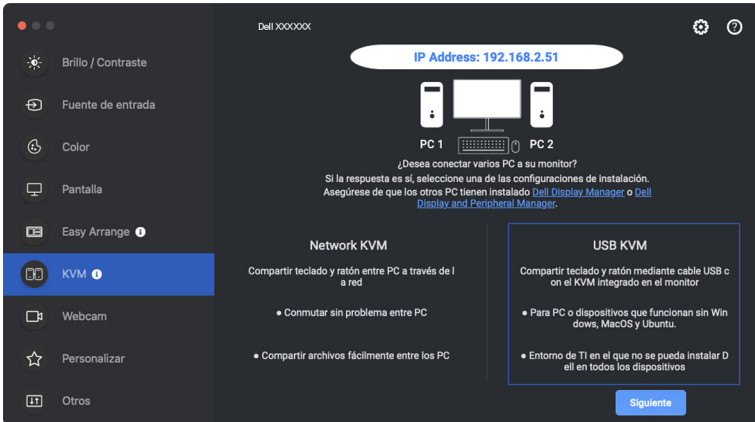 Dell XXXXXX
Brillo / Contraste
Fuente de entrada
Color
Pantalla
Easy Arrange
KVM
Webcam
Personalizar
Otros
IP Address: 192.168.2.51
PC 1
PC 2
¿Desea conectar varios PC a su monitor?
Si la respuesta es sí, seleccione una de las configuraciones de instalación.
Asegúrese de que los otros PC tienen instalado Dell Display Manager o Dell
Display and Peripheral Manager.
Network KVM
Compartir teclado y ratón entre PC a través de l
a red
● Conmutar sin problema entre PC
● Compartir archivos fácilmente entre los PC
USB KVM
Compartir teclado y ratón mediante cable USB c
on el KVM integrado en el monitor
● Para PC o dispositivos que funcionan sin Win
dows, MacOS y Ubuntu.
● Entorno de TI en el que no se pueda instalar D
ell en todos los dispositivos
Siguiente